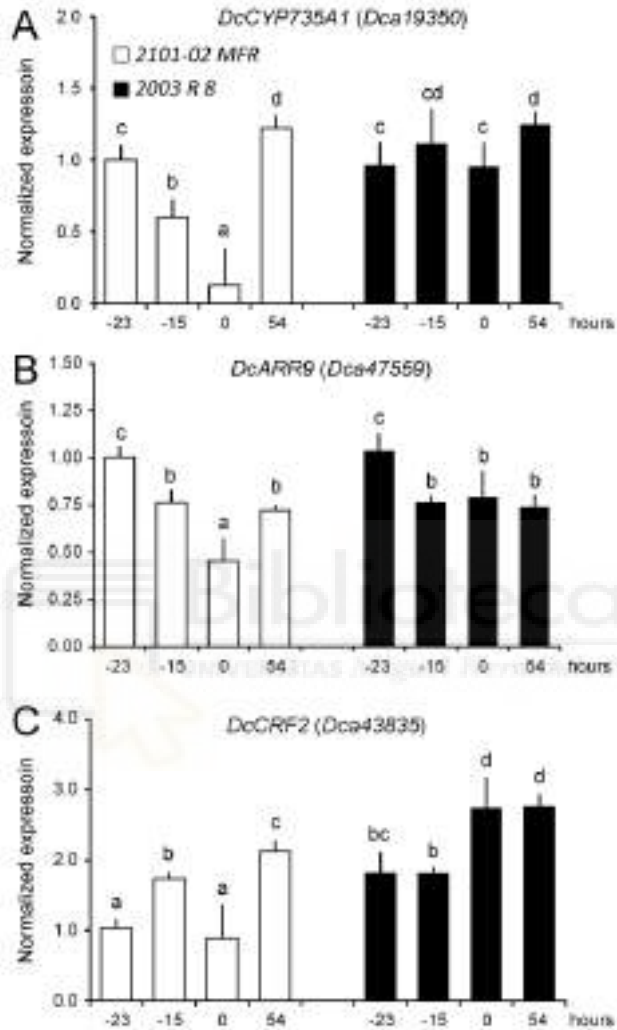 A
DcCYP735A1 (Dca19350)
Normalized expressoin
2.0
1.5
1.0
0.5
0.0
2101-02 MFR
2003 R 8
c b a d c cd c d
-23 -15 0 54 -23 -15 0 54 hours
B
DcARR9 (Dca47559)
Normalized expressoin
1.50
1.25
1.00
0.75
0.50
0.25
0.00
c b a b c b b b
-23 -15 0 54 -23 -15 0 54 hours
Biblioteca
UNIVERSITAS Miguel Hernández
C
DcCRF2 (Dca43835)
Normalized expressoin
4.0
3.0
2.0
1.0
0.0
a b a c bc b d d
-23 -15 0 54 -23 -15 0 54 hours